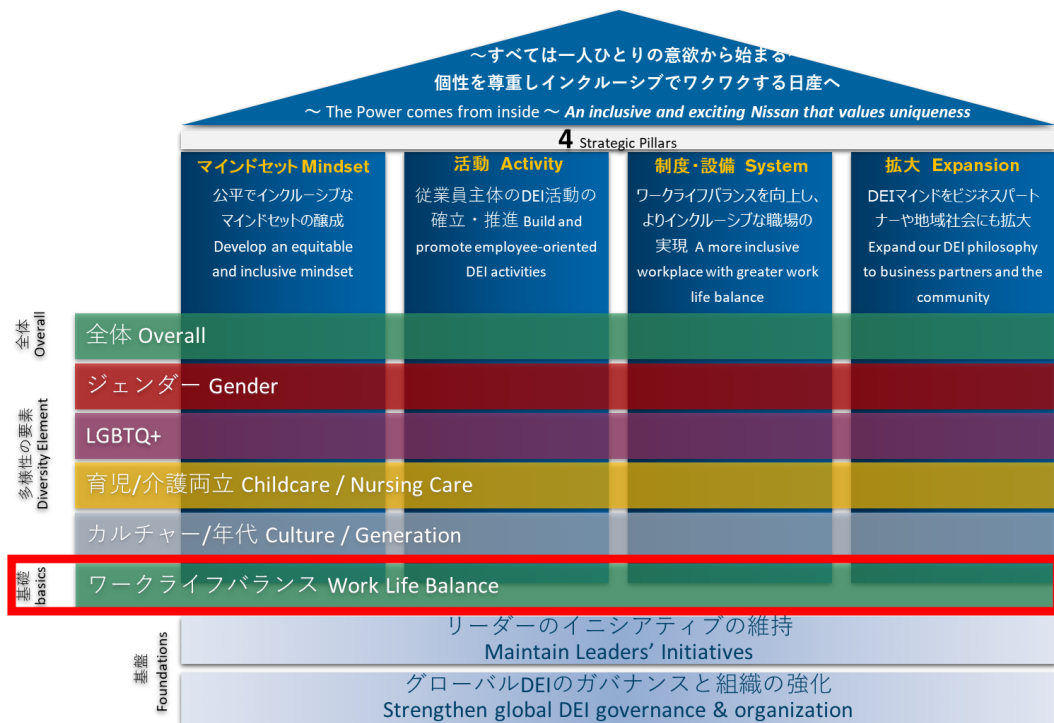 ～すべては一人ひとりの意欲から始まる～
個性を尊重しインクルーシブでワクワクする日産へ
～ The Power comes from inside ～ An inclusive and exciting Nissan that values uniqueness
4 Strategic Pillars
マインドセット Mindset
公平でインクルーシブな
マインドセットの醸成
Develop an equitable
and inclusive mindset
活動 Activity
従業員主体のDEI活動の
確立・推進 Build and
promote employee-oriented
DEI activities
制度・設備 System
ワークライフバランスを向上し、
よりインクルーシブな職場の
実現 A more inclusive
workplace with greater work
life balance
拡大 Expansion
DEIマインドをビジネスパート
ナーや地域社会にも拡大
Expand our DEI philosophy
to business partners and the
community
全体
Overall
全体 Overall
多様性の要素
Diversity Element
ジェンダー Gender
LGBTQ+
育児/介護両立 Childcare / Nursing Care
カルチャー/年代 Culture / Generation
基礎
basics
ワークライフバランス Work Life Balance
基盤
Foundations
リーダーのイニシアティブの維持
Maintain Leaders' Initiatives
グローバルDEIのガバナンスと組織の強化
Strengthen global DEI governance & organization